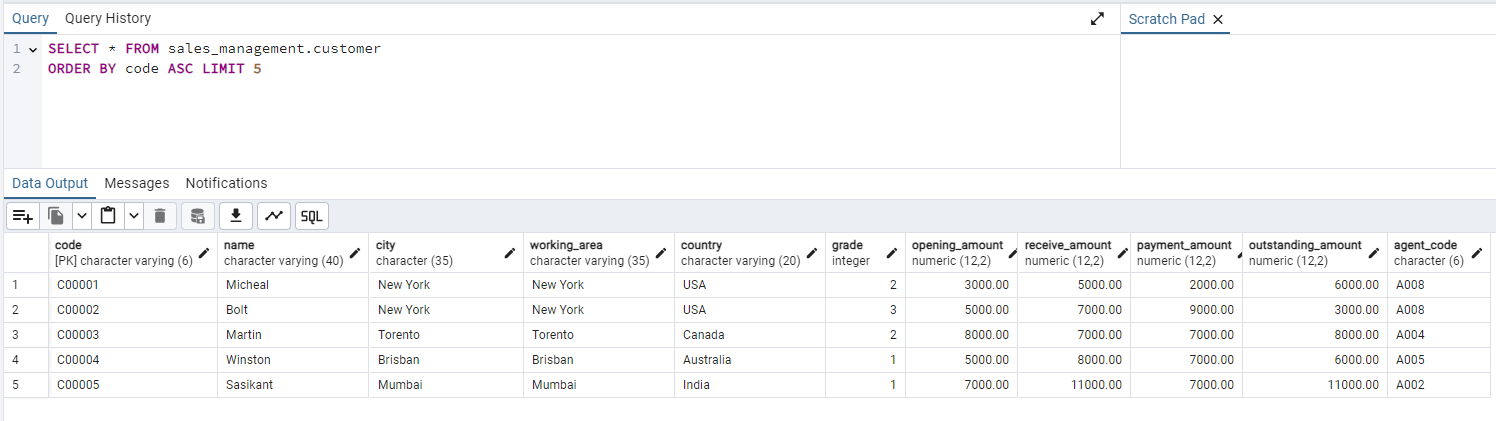 Query Query History Scratch Pad
1 SELECT * FROM sales_management.customer
2 ORDER BY code ASC LIMIT 5
Data Output Messages Notifications
SQL
code name city working_area country grade opening_amount receive_amount payment_amount outstanding_amount agent_code
[PK] character varying (6) character varying (40) character (35) character varying (35) character varying (20) integer numeric (12,2) numeric (12,2) numeric (12,2) numeric (12,2) character (6)
1 C00001 Micheal New York New York USA 2 3000.00 5000.00 2000.00 6000.00 A008
2 C00002 Bolt New York New York USA 3 5000.00 7000.00 9000.00 3000.00 A008
3 C00003 Martin Torento Torento Canada 2 8000.00 7000.00 7000.00 8000.00 A004
4 C00004 Winston Brisban Brisban Australia 1 5000.00 8000.00 7000.00 6000.00 A005
5 C00005 Sasikant Mumbai Mumbai India 1 7000.00 11000.00 7000.00 11000.00 A002